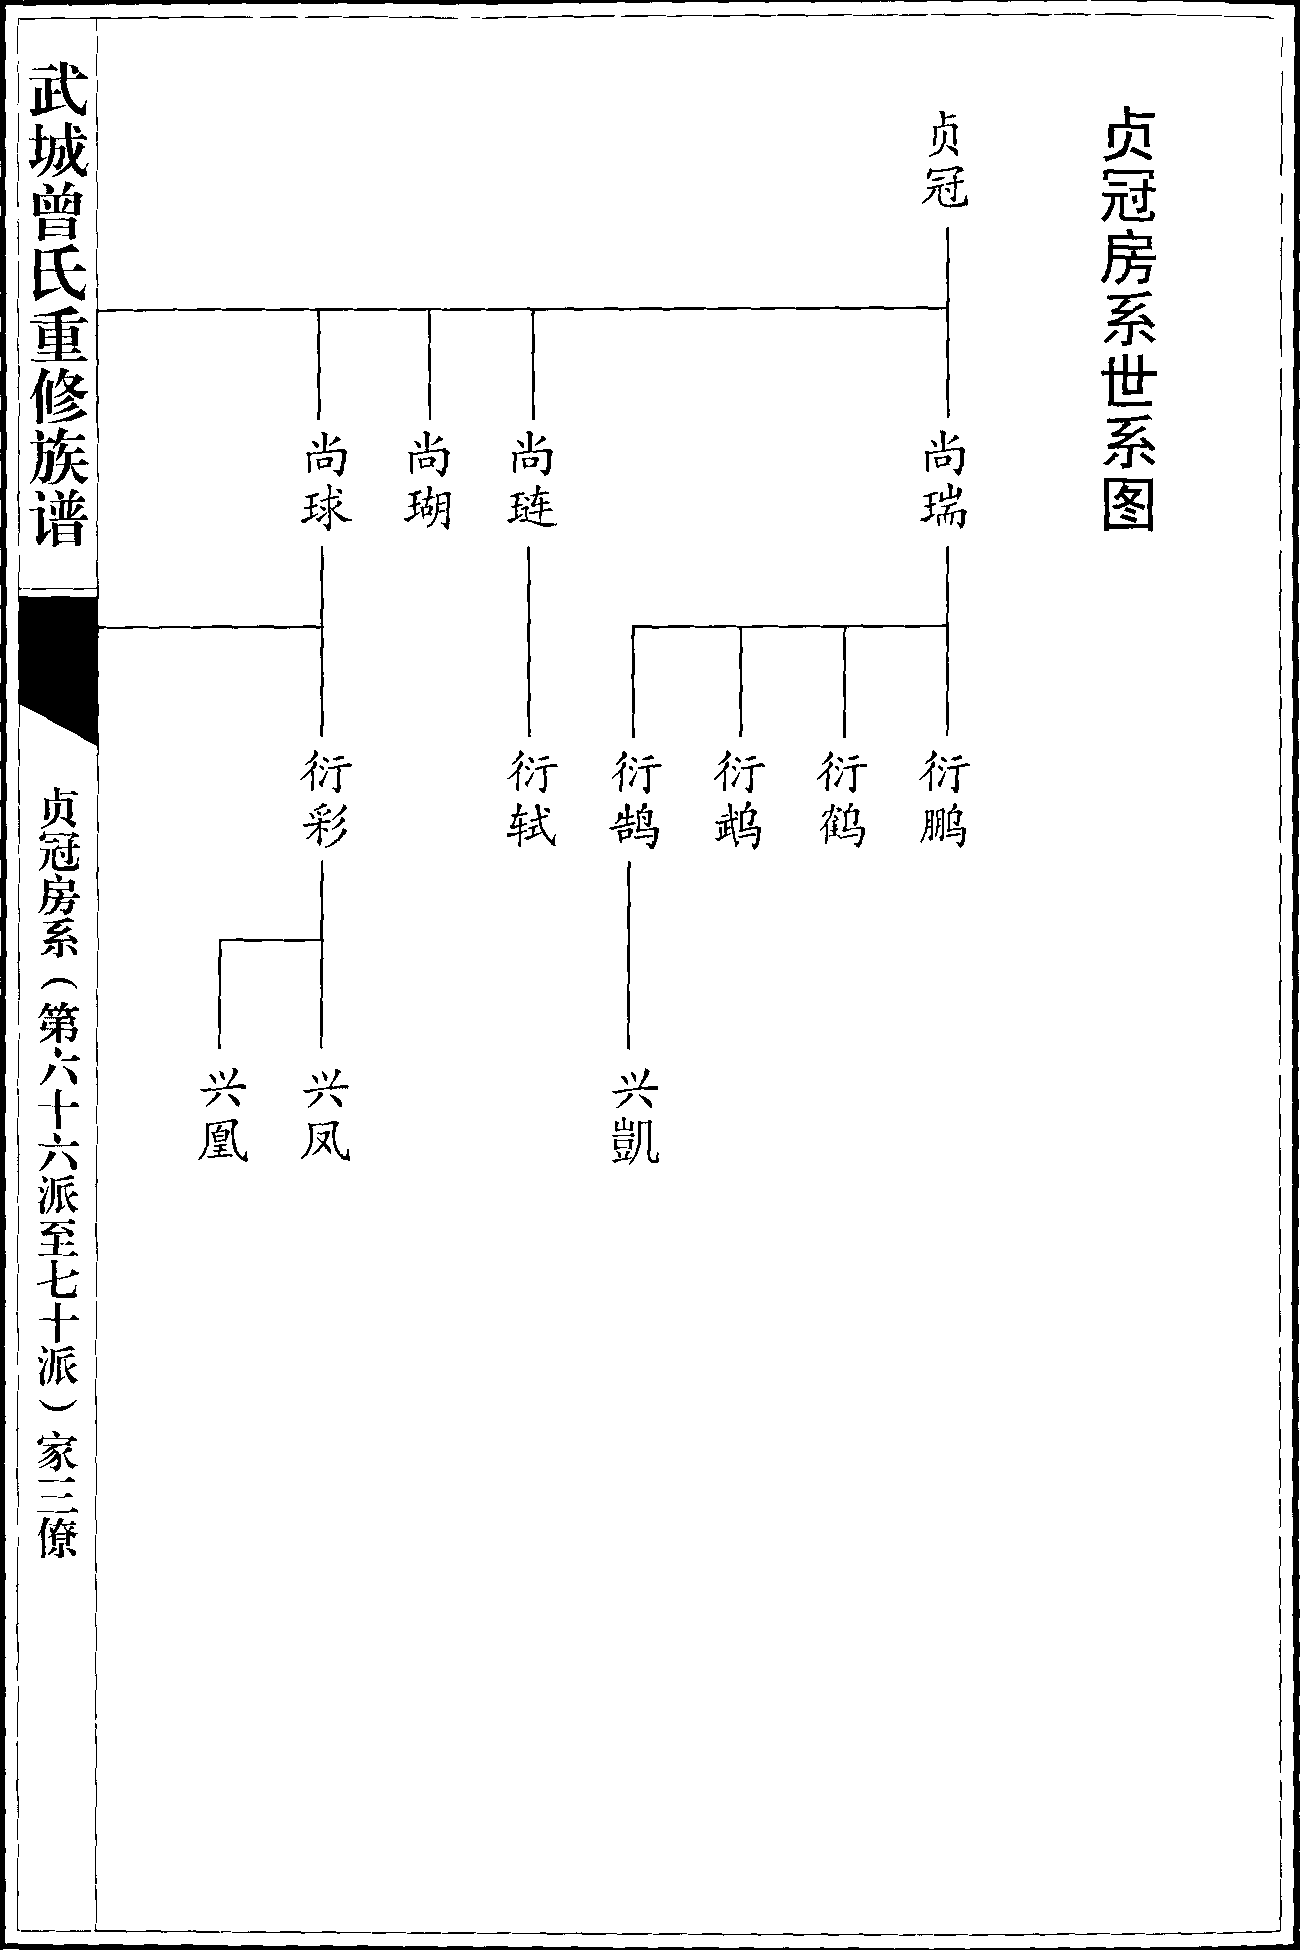 贞冠房系世系图
贞冠
尚瑞
尚琏
尚瑚
尚球
衍鹏
衍鹤
衍鹉
衍鹄
衍轼
衍彩
兴凱
兴凤
兴凰
武城曾氏重修族谱
贞冠房系（第六十六派至七十派）家三僚